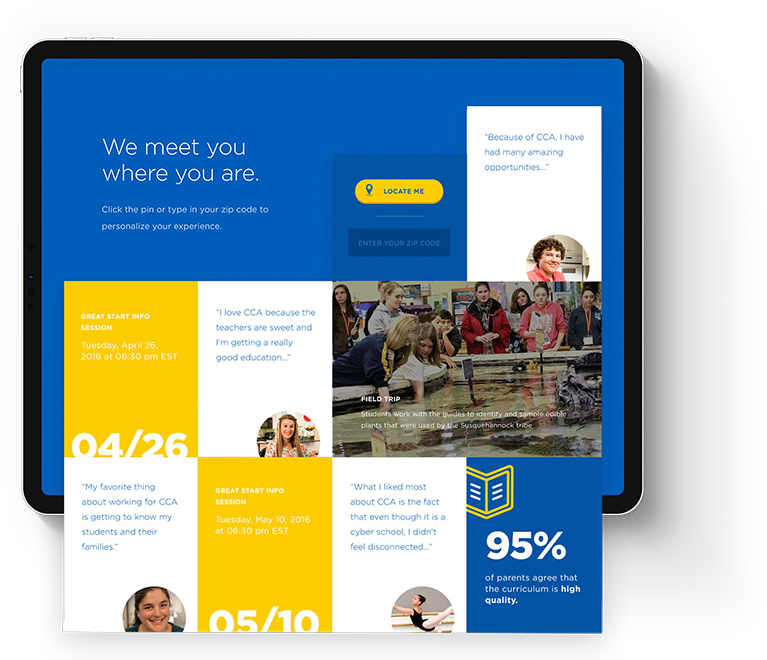 We meet you
where you are.
Click the pin or type in your zip code to
personalize your experience.
LOCATE ME
ENTER YOUR ZIP CODE
“Because of CCA, I have
had many amazing
opportunities...”
GREAT START INFO
SESSION
Tuesday, April 26,
2016 at 06:30 pm EST
04/26
“I love CCA because the
teachers are sweet and
I’m getting a really
good education...”
FIELD TRIP
Students work with the guides to identify and sample edible
plants that were used by the Susquehannock tribe.
“My favorite thing
about working for CCA
is getting to know my
students and their
families.”
GREAT START INFO
SESSION
Tuesday, May 10, 2016
at 06:30 pm EST
05/10
“What I liked most
about CCA is the fact
that even though it is a
cyber school, I didn’t
feel disconnected...”
95%
of parents agree that
the curriculum is high
quality.